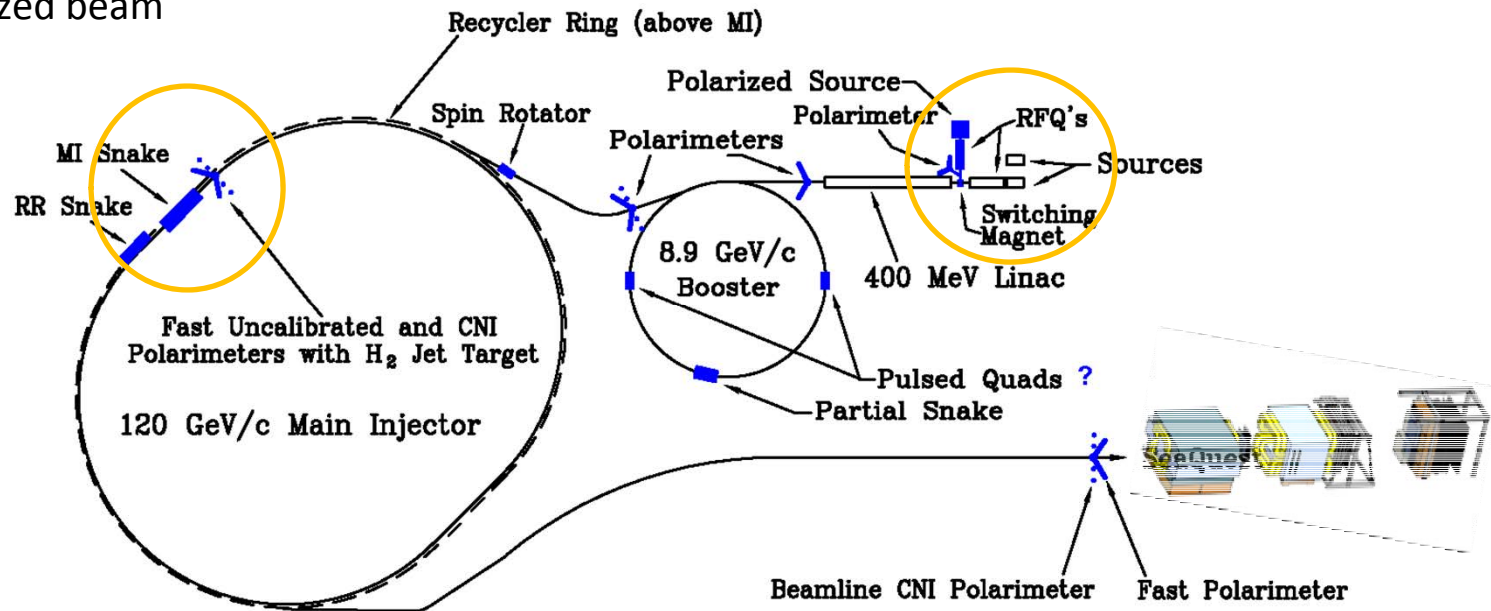 zed beam
Recycler Ring (above MI)
Polarized Source
Polarimeter
RFQ's
Spin Rotator
Polarimeters
Sources
MI Snake
RR Snake
Switching
Magnet
8.9 GeV/c
Booster
400 MeV Linac
Fast Uncalibrated and CNI
Polarimeters with H₂ Jet Target
Pulsed Quads ?
Partial Snake
120 GeV/c Main Injector
SeaQuest
Beamline CNI Polarimeter
Fast Polarimeter